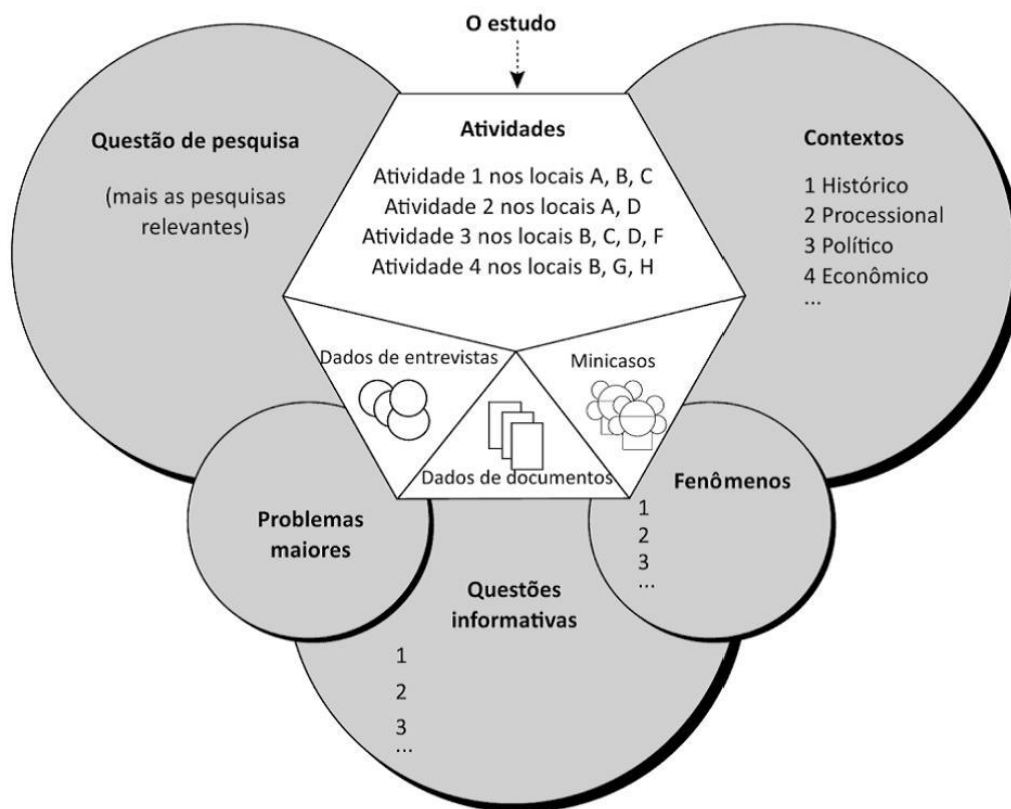 O estudo
Questão de pesquisa
(mais as pesquisas
relevantes)
Atividades
Atividade 1 nos locais A, B, C
Atividade 2 nos locais A, D
Atividade 3 nos locais B, C, D, F
Atividade 4 nos locais B, G, H
Contextos
1 Histórico
2 Processional
3 Político
4 Econômico
...
Dados de entrevistas
Minicasos
Dados de documentos
Problemas
maiores
Fenômenos
1
2
3
...
Questões
informativas
1
2
3
...